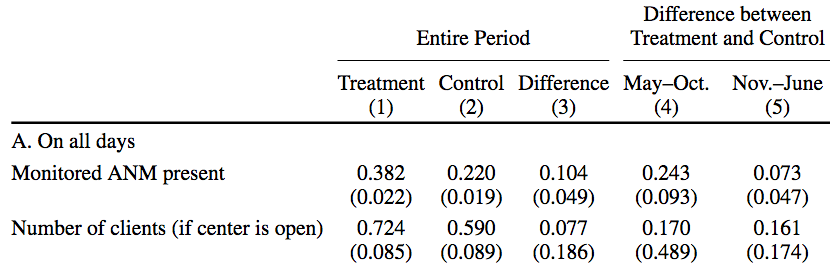 Difference between
Entire Period Treatment and Control
Treatment Control Difference May–Oct. Nov.–June
(1) (2) (3) (4) (5)
A. On all days
Monitored ANM present 0.382 0.220 0.104 0.243 0.073
(0.022) (0.019) (0.049) (0.093) (0.047)
Number of clients (if center is open) 0.724 0.590 0.077 0.170 0.161
(0.085) (0.089) (0.186) (0.489) (0.174)